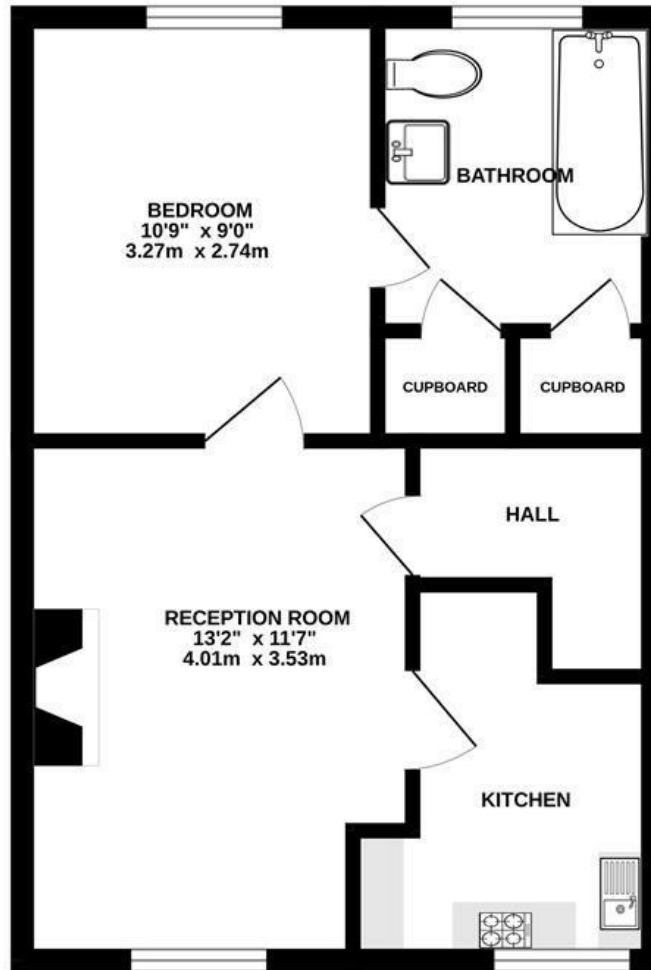 BATHROOM
BEDROOM
10'9" x 9'0"
3.27m x 2.74m
CUPBOARD
CUPBOARD
HALL
RECEPTION ROOM
13'2" x 11'7"
4.01m x 3.53m
KITCHEN